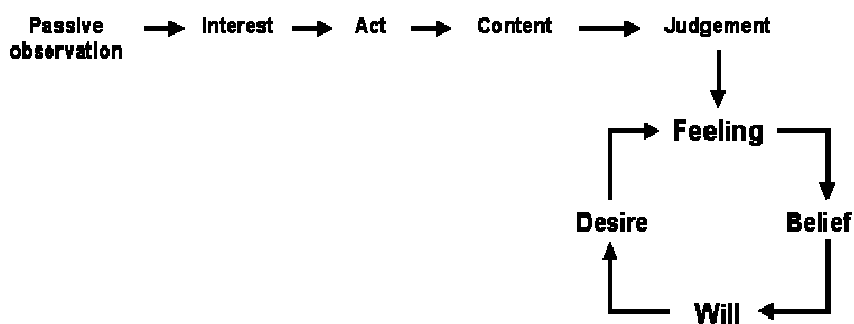 Passive
observation
Interest
Act
Content
Judgement
Feeling
Desire
Belief
Will